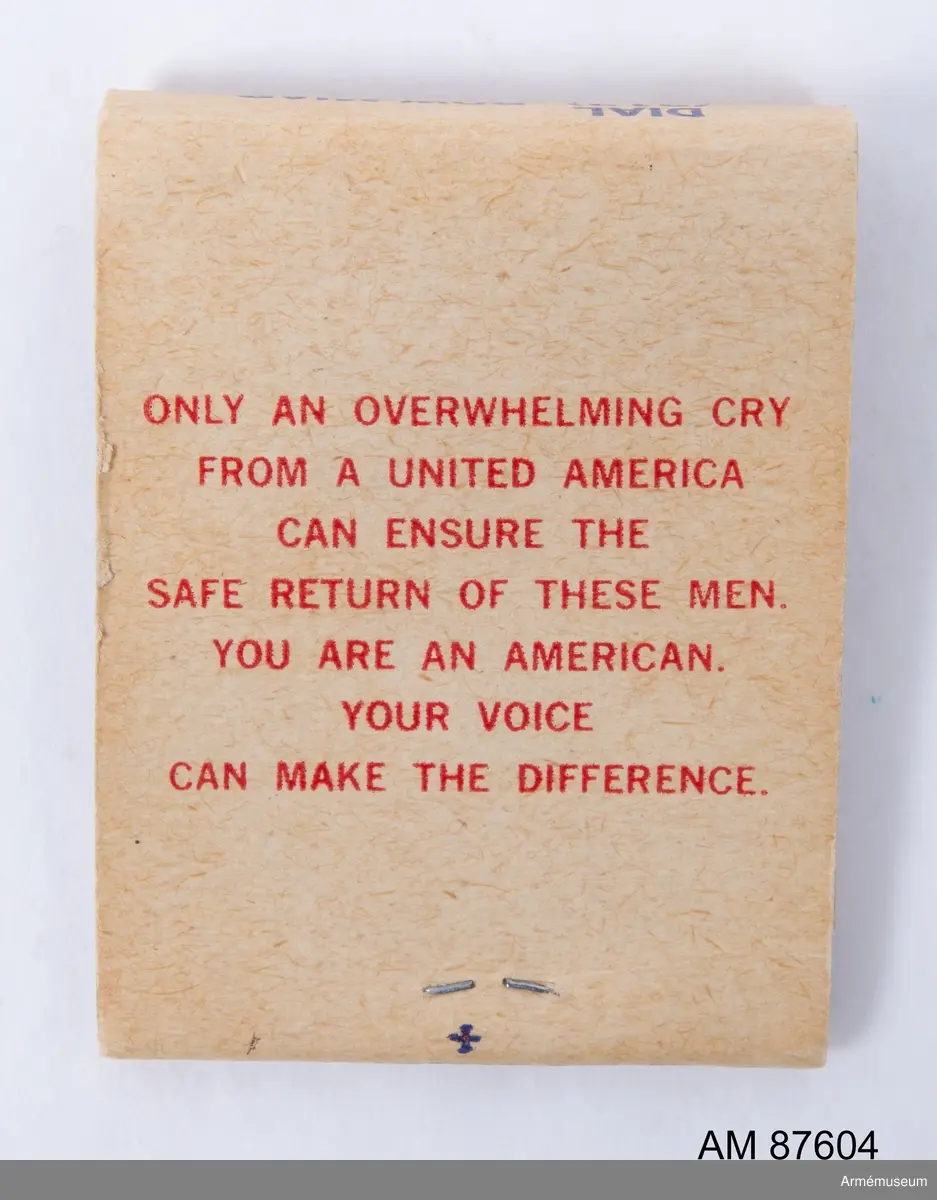 DIAL
ONLY AN OVERWHELMING CRY
FROM A UNITED AMERICA
CAN ENSURE THE
SAFE RETURN OF THESE MEN.
YOU ARE AN AMERICAN.
YOUR VOICE
CAN MAKE THE DIFFERENCE.
AM 87604
Armémuseum